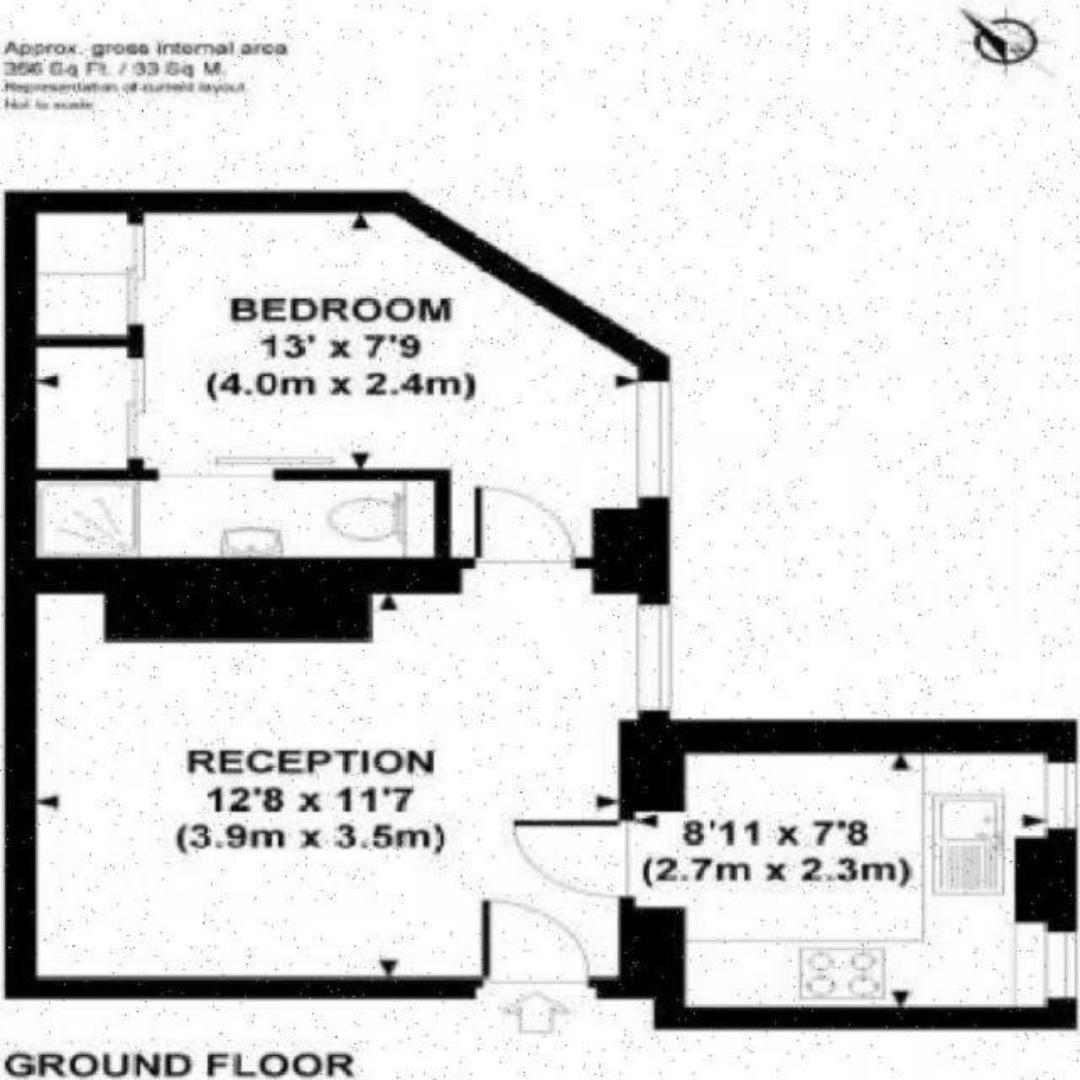 Approx. gross internal area
356 Sq Ft. / 33 Sq M.
Representation of current layout.
Not to scale.
BEDROOM
13' x 7'9
(4.0m x 2.4m)
RECEPTION
12'8 x 11'7
(3.9m x 3.5m)
8'11 x 7'8
(2.7m x 2.3m)
GROUND FLOOR